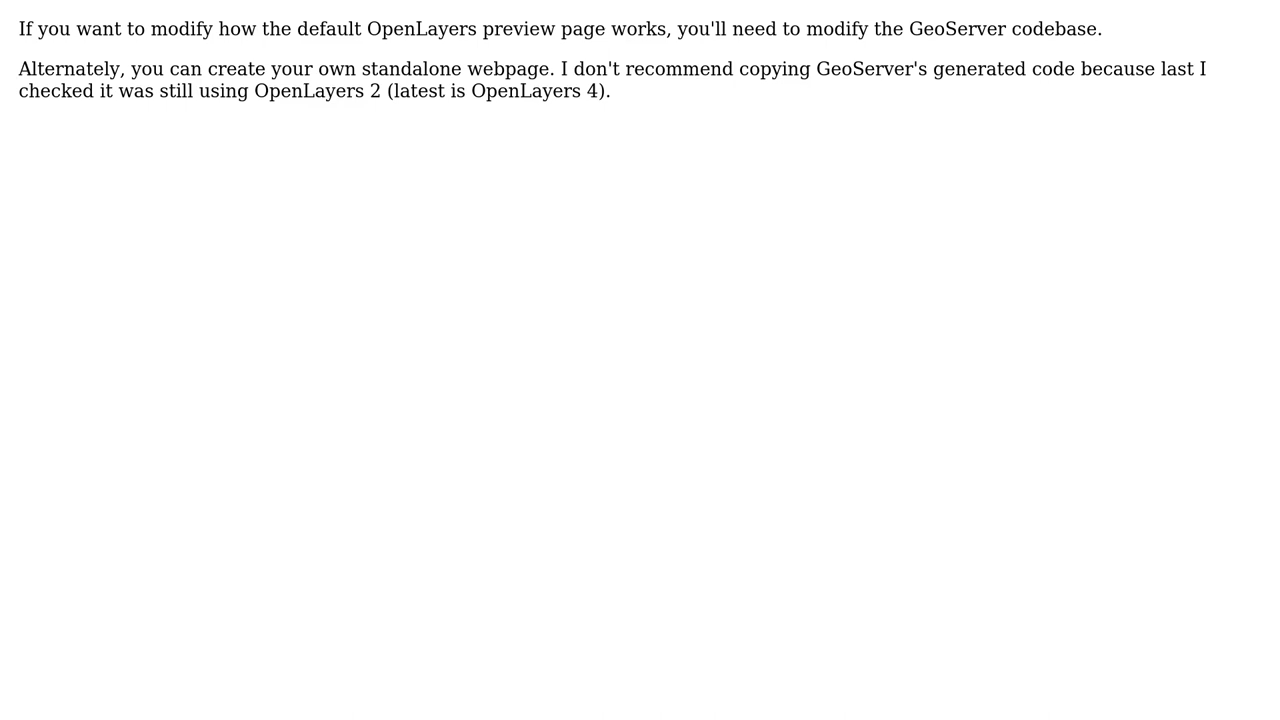 If you want to modify how the default OpenLayers preview page works, you'll need to modify the GeoServer codebase.
Alternately, you can create your own standalone webpage. I don't recommend copying GeoServer's generated code because last I
checked it was still using OpenLayers 2 (latest is OpenLayers 4).